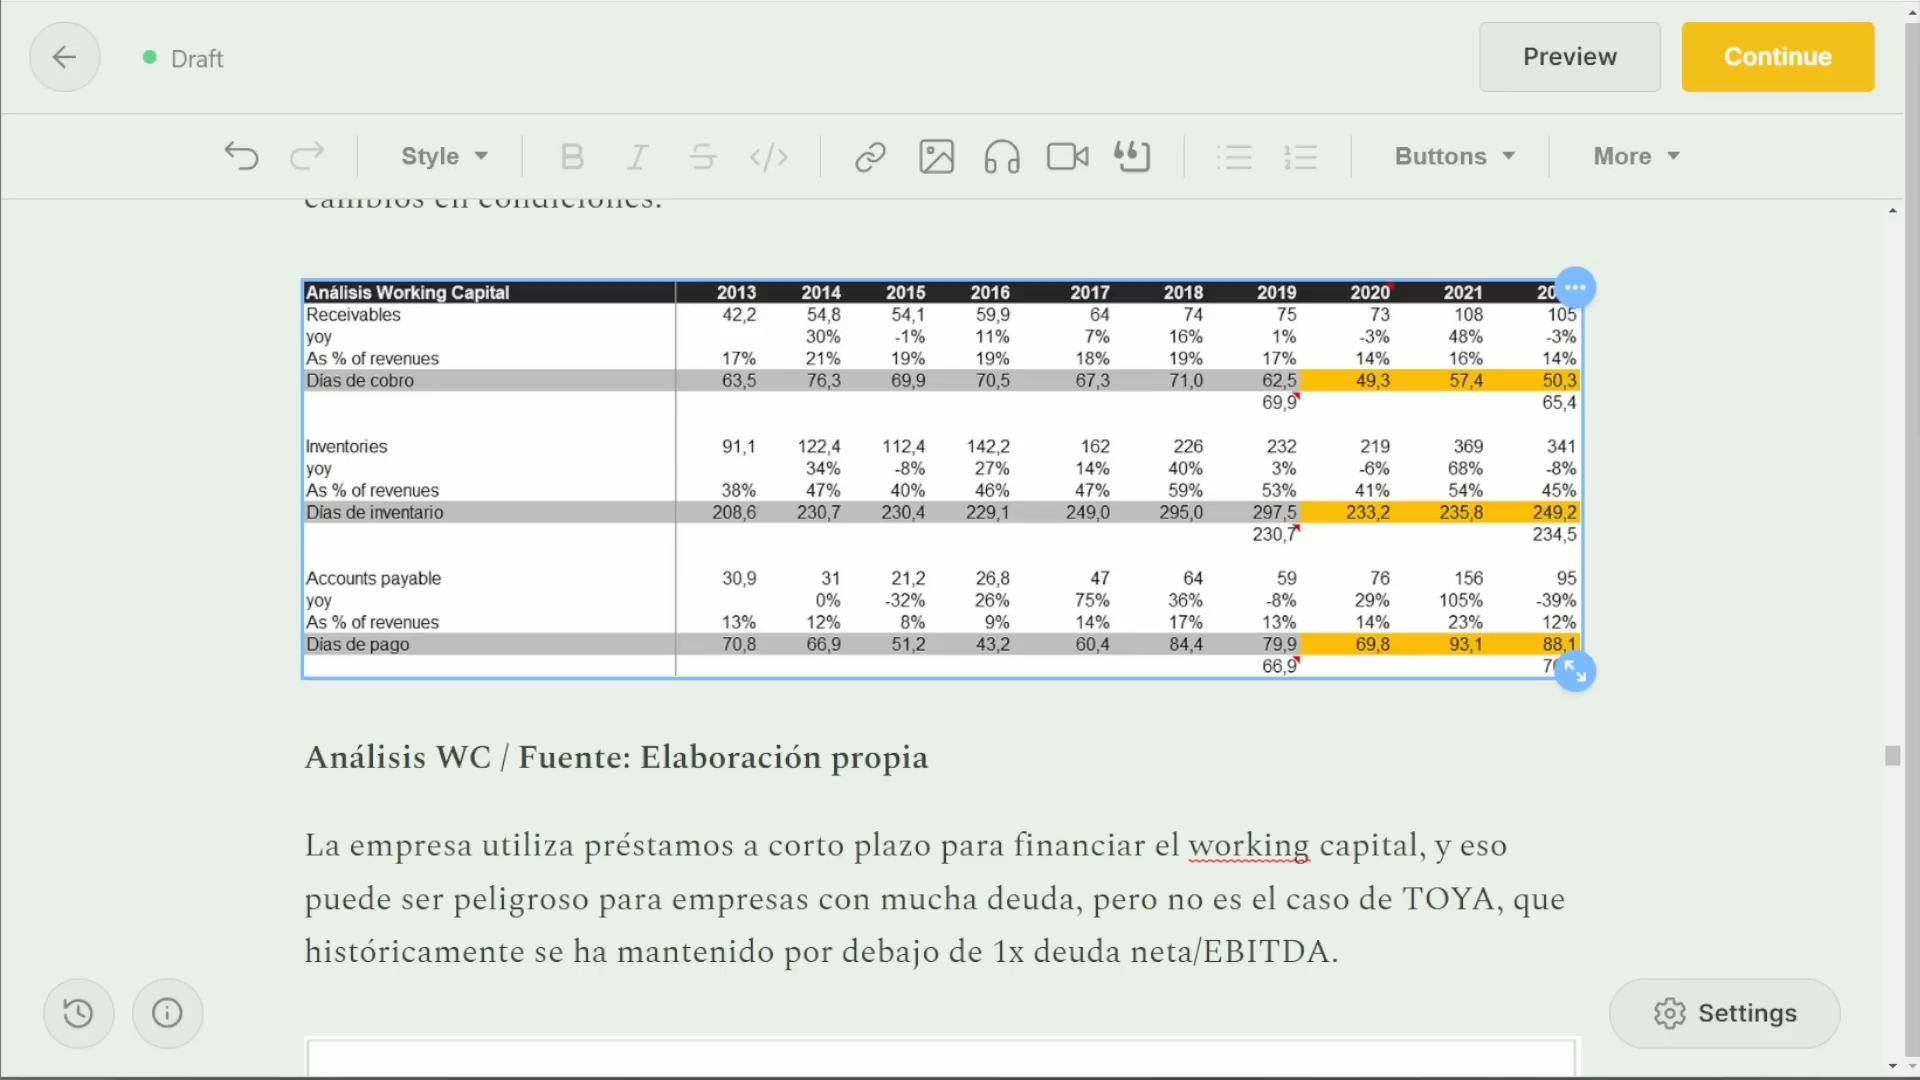 Draft
Preview
Continue
Style
Buttons
More
cambios en condiciones.
Análisis Working Capital 2013 2014 2015 2016 2017 2018 2019 2020 2021
Receivables 42,2 54,8 54,1 59,9 64 74 75 73 108 105
yoy 30% -1% 11% 7% 16% 1% -3% 48% -3%
As % of revenues 17% 21% 19% 19% 18% 19% 17% 14% 16% 14%
Días de cobro 63,5 76,3 69,9 70,5 67,3 71,0 62,5 49,3 57,4 50,3
69,9 65,4
Inventories 91,1 122,4 112,4 142,2 162 226 232 219 369 341
yoy 34% -8% 27% 14% 40% 3% -6% 68% -8%
As % of revenues 38% 47% 40% 46% 47% 59% 53% 41% 54% 45%
Días de inventario 208,6 230,7 230,4 229,1 249,0 295,0 297,5 233,2 235,8 249,2
230,7 234,5
Accounts payable 30,9 31 21,2 26,8 47 64 59 76 156 95
yoy 0% -32% 26% 75% 36% -8% 29% 105% -39%
As % of revenues 13% 12% 8% 9% 14% 17% 13% 14% 23% 12%
Días de pago 70,8 66,9 51,2 43,2 60,4 84,4 79,9 69,8 93,1 88,1
66,9
Análisis WC / Fuente: Elaboración propia
La empresa utiliza préstamos a corto plazo para financiar el working capital, y eso
puede ser peligroso para empresas con mucha deuda, pero no es el caso de TOYA, que
históricamente se ha mantenido por debajo de 1x deuda neta/EBITDA.
Settings